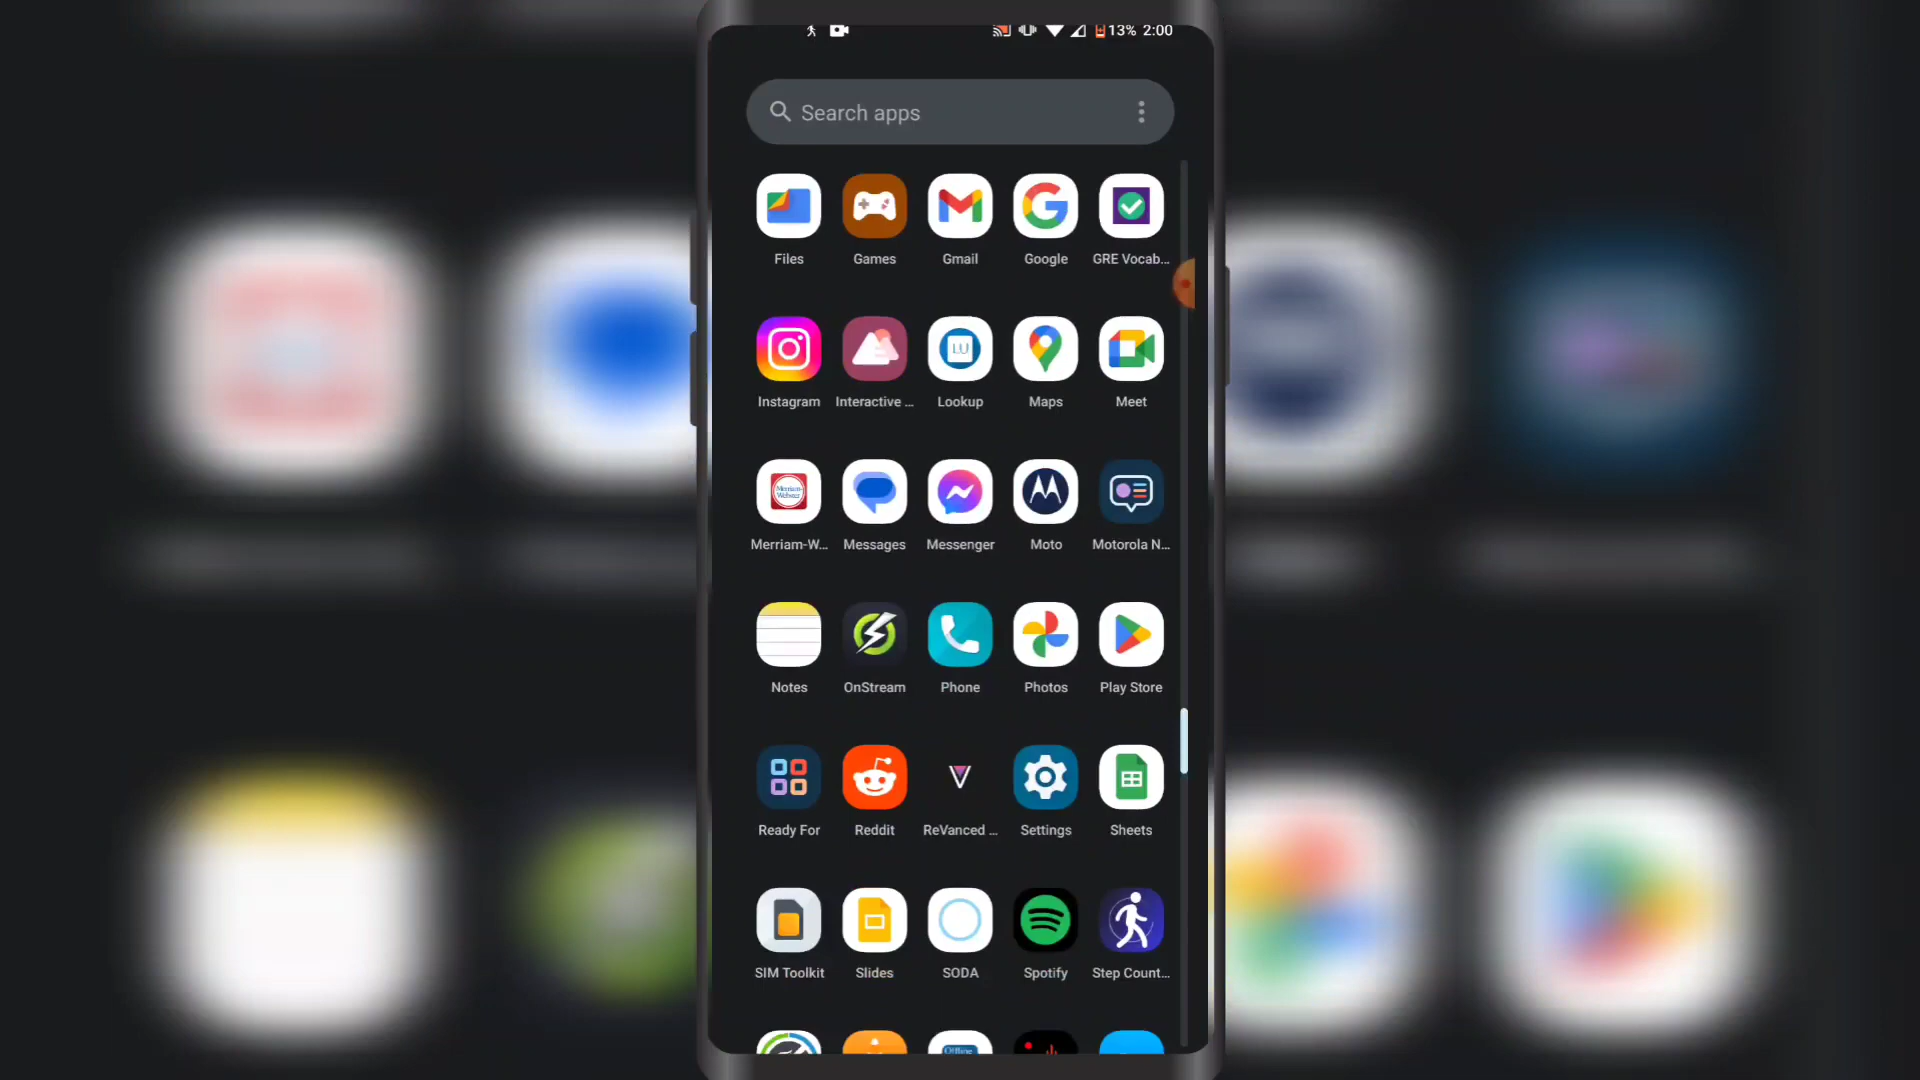 13% 2:00
Search apps
Files Games Gmail Google GRE Vocab...
Instagram Interactive ... Lookup Maps Meet
Merriam-W... Messages Messenger Moto Motorola N...
Notes OnStream Phone Photos Play Store
Ready For Reddit ReVanced ... Settings Sheets
SIM Toolkit Slides SODA Spotify Step Count...